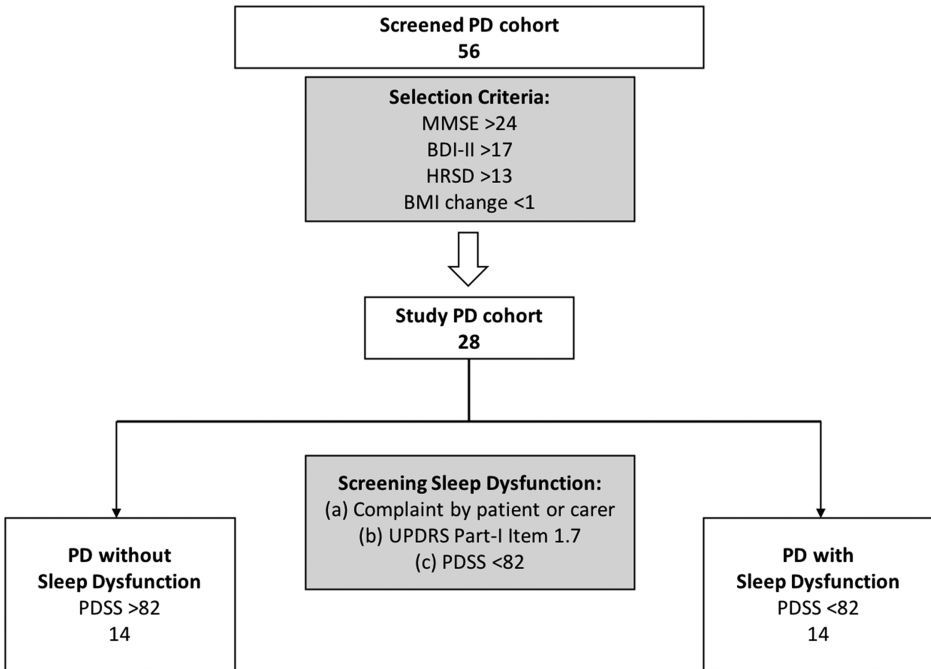 Screened PD cohort
56
Selection Criteria:
MMSE >24
BDI-II >17
HRSD >13
BMI change <1
Study PD cohort
28
Screening Sleep Dysfunction:
(a) Complaint by patient or carer
(b) UPDRS Part-I Item 1.7
(c) PDSS <82
PD without
Sleep Dysfunction
PDSS >82
14
PD with
Sleep Dysfunction
PDSS <82
14